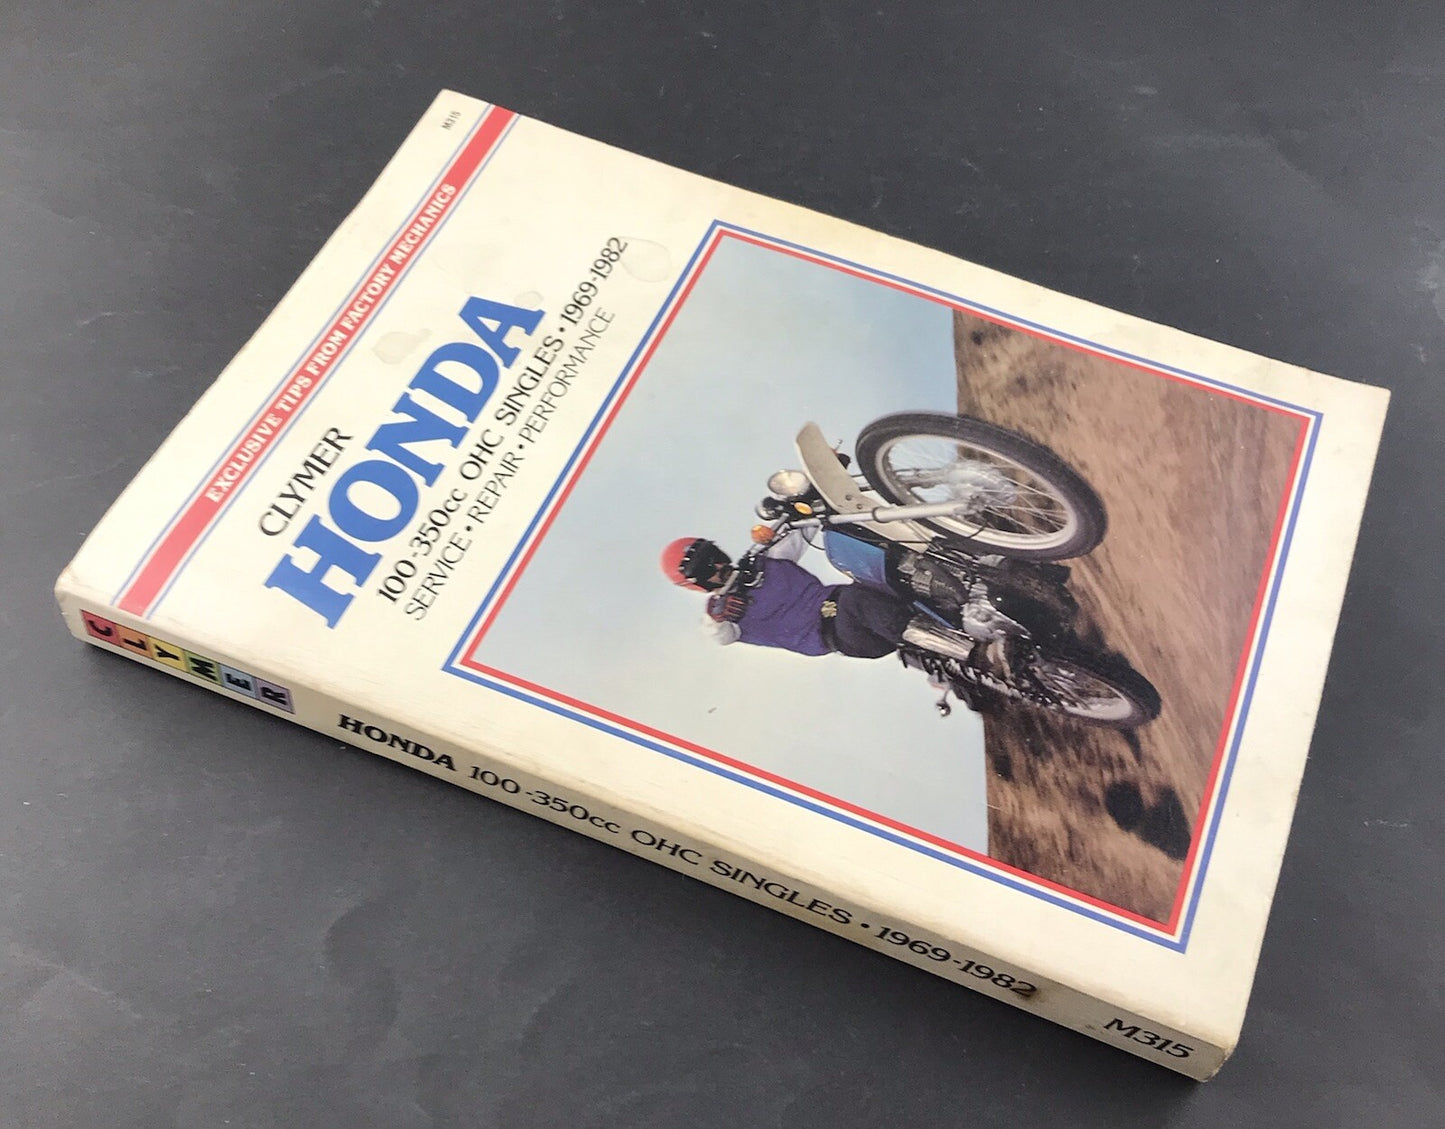 M315
EXCLUSIVE TIPS FROM FACTORY MECHANICS
CLYMER
HONDA
100-350cc OHC SINGLES • 1969-1982
SERVICE • REPAIR • PERFORMANCE
CLYMER
HONDA 100-350cc OHC SINGLES • 1969-1982
M315